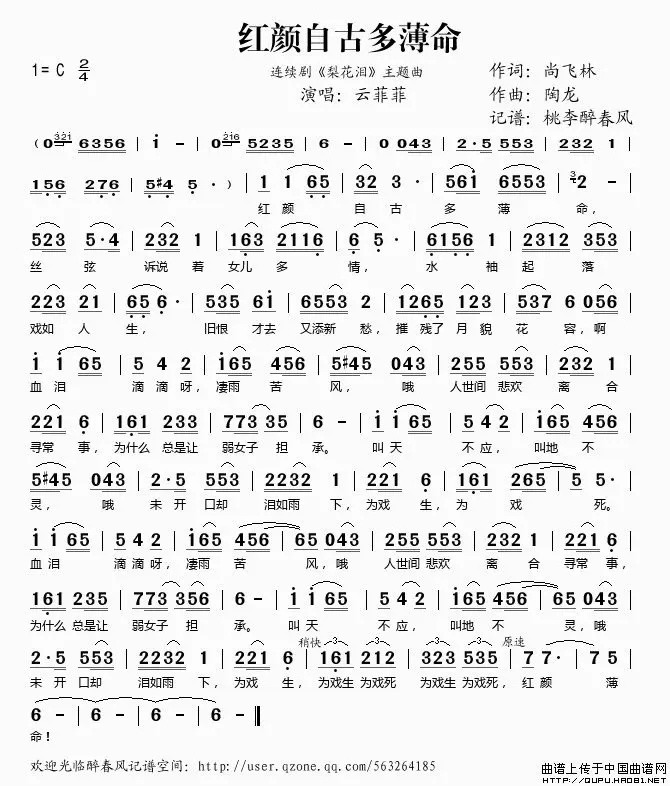 红颜自古多薄命
1=C 2/4
连续剧《梨花泪》主题曲
演唱：云菲菲
作词：尚飞林
作曲：陶龙
记谱：桃李醉春风
( 0 321 6356 | i - | 0 216 5235 | 6 - | 0 043 | 2·5 553 | 232 1 |
156 276 | 5#4 5· ) | 1 1 65 | 32 3· | 561 6553 | 3 2 - |
红 颜 自 古 多 薄 命，
523 5·4 | 232 1 | 163 2116 | 6 5· | 6156 1 | 2312 353 |
丝 弦 诉说 着 女儿 多 情， 水 袖 起 落
223 21 | 65 6· | 535 6i | 6553 2 | 1265 123 | 537 6 056 |
戏如 人 生， 旧恨 才去 又添新 愁，摧 残了 月 貌 花 容，啊
i i 65 | 5 4 2 | i65 456 | 5#45 043 | 255 553 | 232 1 |
血 泪 滴 滴 呀，凄雨 苦 风，哦 人世间 悲欢 离 合
221 6 | 161 233 | 773 35 | 6 - | i i 65 | 5 4 2 | i65 456 |
寻常 事，为什么 总是让 弱女子 担 承。 叫 天 不 应，叫地 不
5#45 043 | 2·5 553 | 2232 1 | 221 6 | 161 265 | 5 5· |
灵， 哦 未 开 口却 泪如雨 下，为戏 生，为 戏 死。
i i 65 | 5 4 2 | i65 456 | 65 043 | 255 553 | 232 1 | 221 6 |
血 泪 滴 滴 呀，凄雨 苦 风，哦 人世间 悲欢 离 合 寻常 事，
161 235 | 773 356 | 6 - | i i 65 | 5 4 2 | i65 456 | 65 043 |
为什么 总是让 弱女子 担 承。 叫 天 不 应，叫地 不 灵，哦
稍快 原速
2·5 553 | 2232 1 | 221 6 | 161 212 | 323 535 | 7 7· | 7 5 |
未 开 口却 泪如雨 下，为戏 生，为戏生 为戏死 为戏生 为戏死，红 颜 薄
6 - | 6 - | 6 - | 6 - ‖
命！
欢迎光临醉春风记谱空间：http://user.qzone.qq.com/563264185
曲谱上传于中国曲谱网
HTTP://QUPU.HAO81.NET